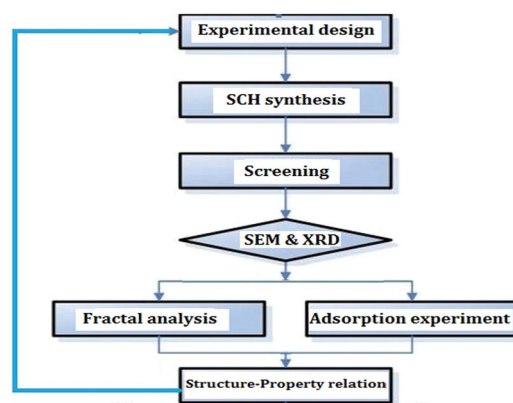 Experimental design
SCH synthesis
Screening
SEM & XRD
Fractal analysis
Adsorption experiment
Structure-Property relation